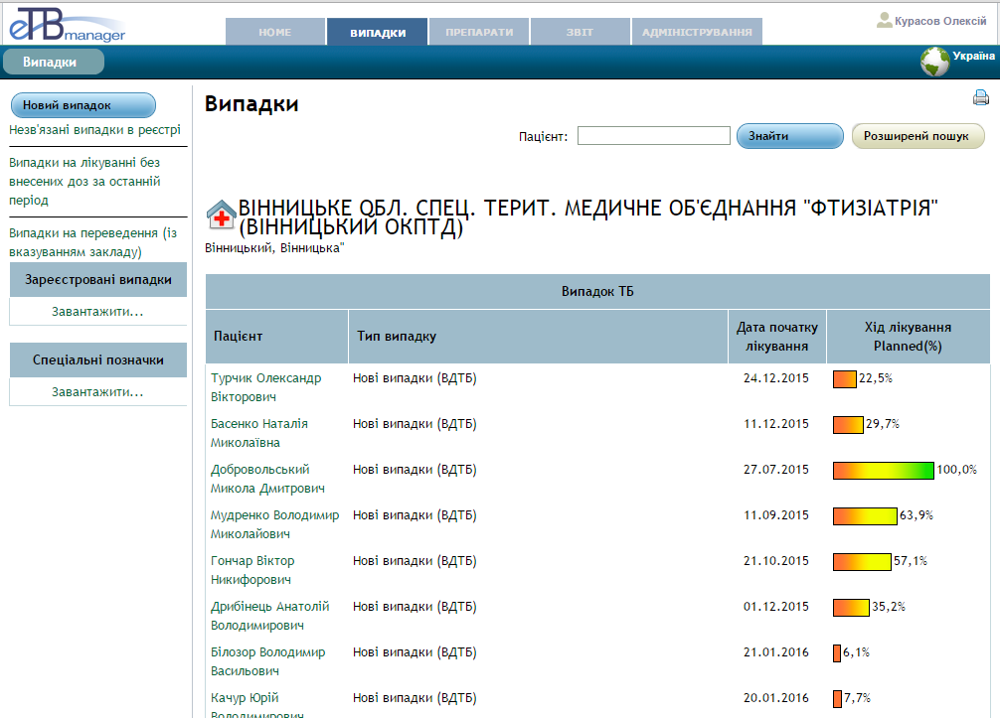 eTBmanager
HOME
ВИПАДКИ
ПРЕПАРАТИ
ЗВІТ
АДМІНІСТРУВАННЯ
Курасов Олексій
Випадки
Україна
Новий випадок
Незв'язані випадки в реєстрі
Випадки на лікуванні без
внесених доз за останній
період
Випадки на переведення (із
вказуванням закладу)
Зареєстровані випадки
Завантажити...
Спеціальні позначки
Завантажити...
Випадки
Пацієнт:
Знайти
Розширенй пошук
ВІННИЦЬКЕ ОБЛ. СПЕЦ. ТЕРИТ. МЕДИЧНЕ ОБ'ЄДНАННЯ "ФТИЗІАТРІЯ"
(ВІННИЦЬКИЙ ОКПТД)
Вінницький, Вінницька"
Випадок ТБ
Пацієнт
Тип випадку
Дата початку
лікування
Хід лікування
Planned(%)
Турчик Олександр
Вікторович
Нові випадки (ВДТБ)
24.12.2015
22,5%
Басенко Наталія
Миколаївна
Нові випадки (ВДТБ)
11.12.2015
29,7%
Добровольський
Микола Дмитрович
Нові випадки (ВДТБ)
27.07.2015
100,0%
Мудренко Володимир
Миколайович
Нові випадки (ВДТБ)
11.09.2015
63,9%
Гончар Віктор
Никифорович
Нові випадки (ВДТБ)
21.10.2015
57,1%
Дрибінець Анатолій
Володимирович
Нові випадки (ВДТБ)
01.12.2015
35,2%
Білозор Володимир
Васильович
Нові випадки (ВДТБ)
21.01.2016
6,1%
Качур Юрій
Володимирович
Нові випадки (ВДТБ)
20.01.2016
7,7%